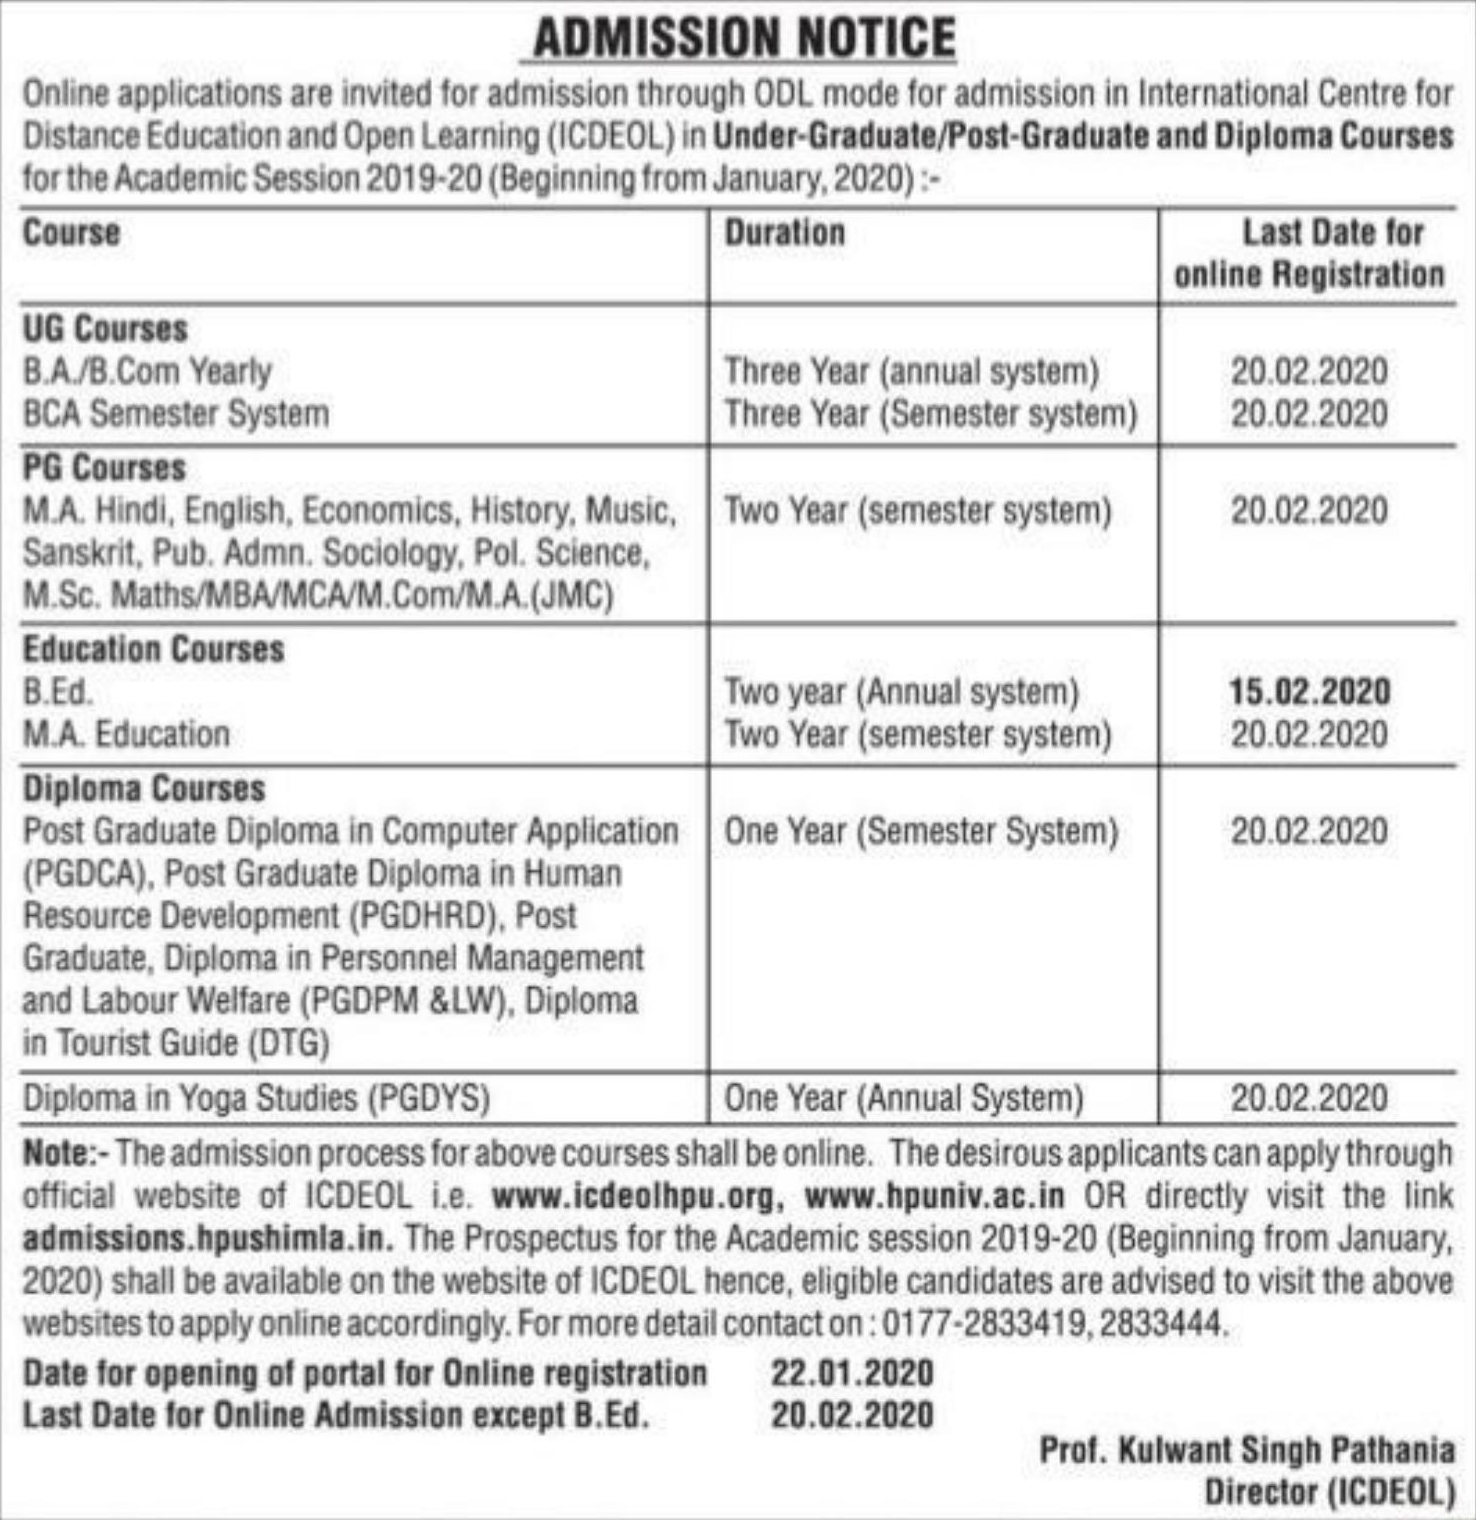 ADMISSION NOTICE
Online applications are invited for admission through ODL mode for admission in International Centre for
Distance Education and Open Learning (ICDEOL) in Under-Graduate/Post-Graduate and Diploma Courses
for the Academic Session 2019-20 (Beginning from January, 2020) :-
Course Duration Last Date for
online Registration
UG Courses
B.A./B.Com Yearly Three Year (annual system) 20.02.2020
BCA Semester System Three Year (Semester system) 20.02.2020
PG Courses
M.A. Hindi, English, Economics, History, Music, Two Year (semester system) 20.02.2020
Sanskrit, Pub. Admn. Sociology, Pol. Science,
M.Sc. Maths/MBA/MCA/M.Com/M.A.(JMC)
Education Courses
B.Ed. Two year (Annual system) 15.02.2020
M.A. Education Two Year (semester system) 20.02.2020
Diploma Courses
Post Graduate Diploma in Computer Application One Year (Semester System) 20.02.2020
(PGDCA), Post Graduate Diploma in Human
Resource Development (PGDHRD), Post
Graduate, Diploma in Personnel Management
and Labour Welfare (PGDPM &LW), Diploma
in Tourist Guide (DTG)
Diploma in Yoga Studies (PGDYS) One Year (Annual System) 20.02.2020
Note:- The admission process for above courses shall be online. The desirous applicants can apply through
official website of ICDEOL i.e. www.icdeolhpu.org, www.hpuniv.ac.in OR directly visit the link
admissions.hpushimla.in. The Prospectus for the Academic session 2019-20 (Beginning from January,
2020) shall be available on the website of ICDEOL hence, eligible candidates are advised to visit the above
websites to apply online accordingly. For more detail contact on : 0177-2833419, 2833444.
Date for opening of portal for Online registration 22.01.2020
Last Date for Online Admission except B.Ed. 20.02.2020
Prof. Kulwant Singh Pathania
Director (ICDEOL)